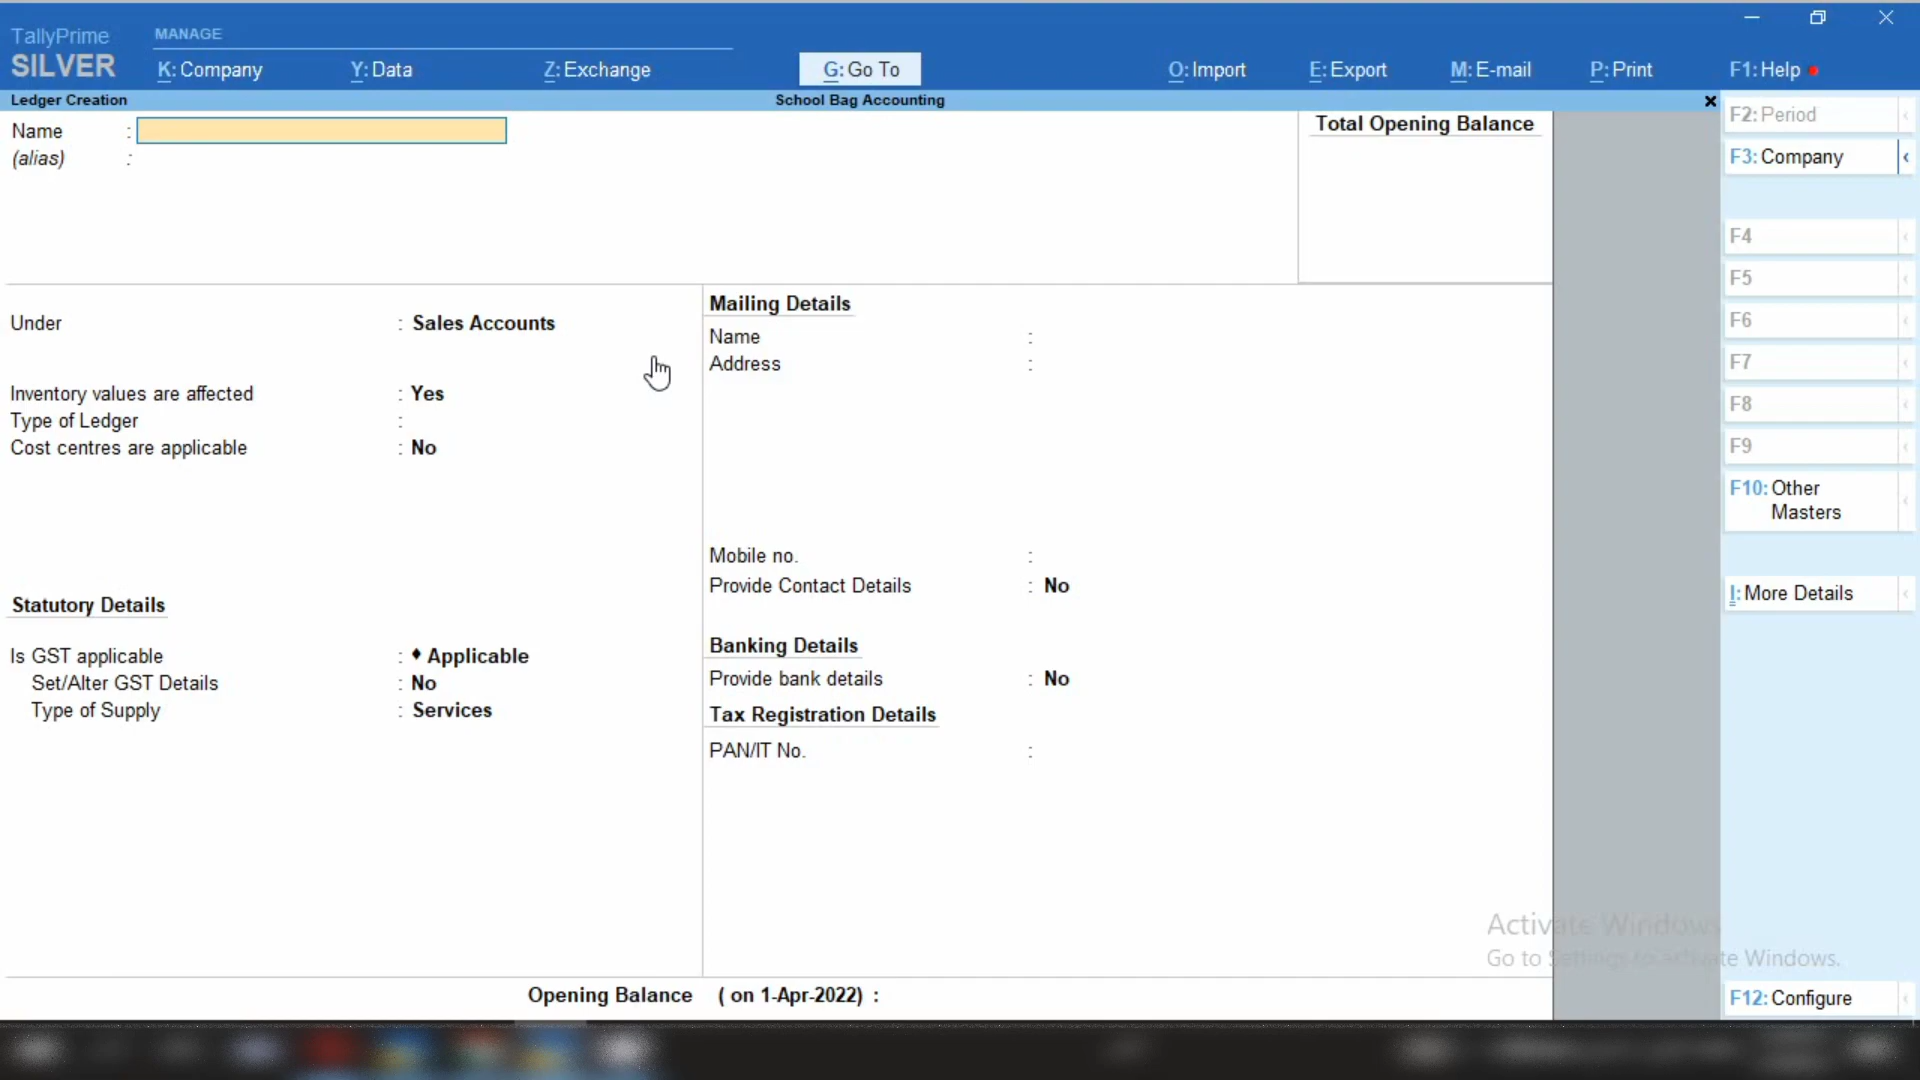 TallyPrime
SILVER
MANAGE
K: Company
Y: Data
Z: Exchange
G: Go To
O: Import
E: Export
M: E-mail
P: Print
F1: Help
Ledger Creation
School Bag Accounting
Name :
(alias) :
Total Opening Balance
Under : Sales Accounts
Inventory values are affected : Yes
Type of Ledger :
Cost centres are applicable : No
Statutory Details
Is GST applicable : ♦ Applicable
Set/Alter GST Details : No
Type of Supply : Services
Mailing Details
Name :
Address :
Mobile no. :
Provide Contact Details : No
Banking Details
Provide bank details : No
Tax Registration Details
PAN/IT No. :
Opening Balance ( on 1-Apr-2022) :
F2: Period
F3: Company
F4
F5
F6
F7
F8
F9
F10: Other
Masters
I: More Details
F12: Configure
Activate Windows
Go to Settings to activate Windows.